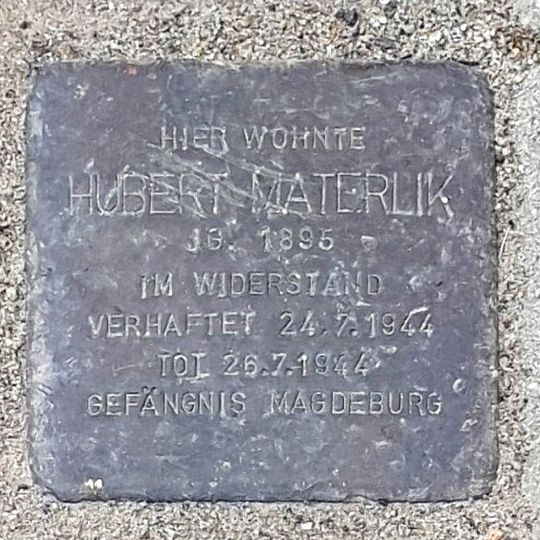 HIER WOHNTE
HUBERT MATERLIK
JG. 1895
IM WIDERSTAND
VERHAFTET 24.7.1944
TOT 26.7.1944
GEFÄNGNIS MAGDEBURG